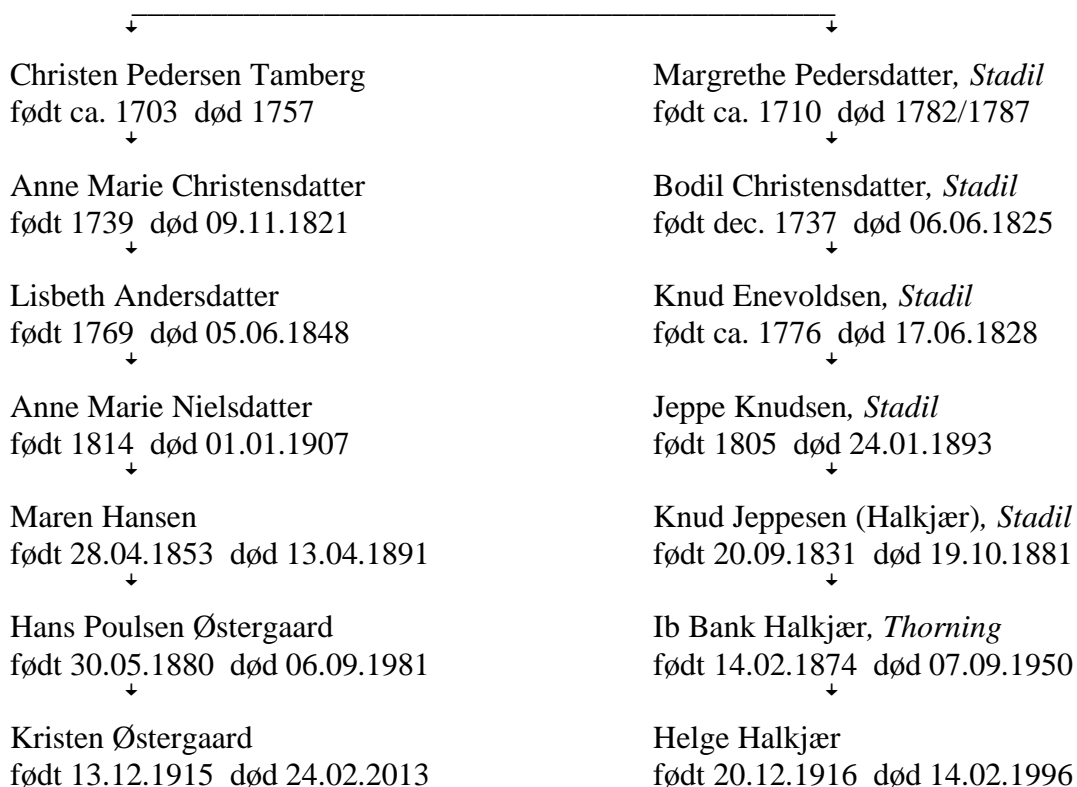 Christen Pedersen Tamberg
født ca. 1703 død 1757
Anne Marie Christensdatter
født 1739 død 09.11.1821
Lisbeth Andersdatter
født 1769 død 05.06.1848
Anne Marie Nielsdatter
født 1814 død 01.01.1907
Maren Hansen
født 28.04.1853 død 13.04.1891
Hans Poulsen Østergaard
født 30.05.1880 død 06.09.1981
Kristen Østergaard
født 13.12.1915 død 24.02.2013
Margrethe Pedersdatter, Stadil
født ca. 1710 død 1782/1787
Bodil Christensdatter, Stadil
født dec. 1737 død 06.06.1825
Knud Enevoldsen, Stadil
født ca. 1776 død 17.06.1828
Jeppe Knudsen, Stadil
født 1805 død 24.01.1893
Knud Jeppesen (Halkjær), Stadil
født 20.09.1831 død 19.10.1881
Ib Bank Halkjær, Thorning
født 14.02.1874 død 07.09.1950
Helge Halkjær
født 20.12.1916 død 14.02.1996